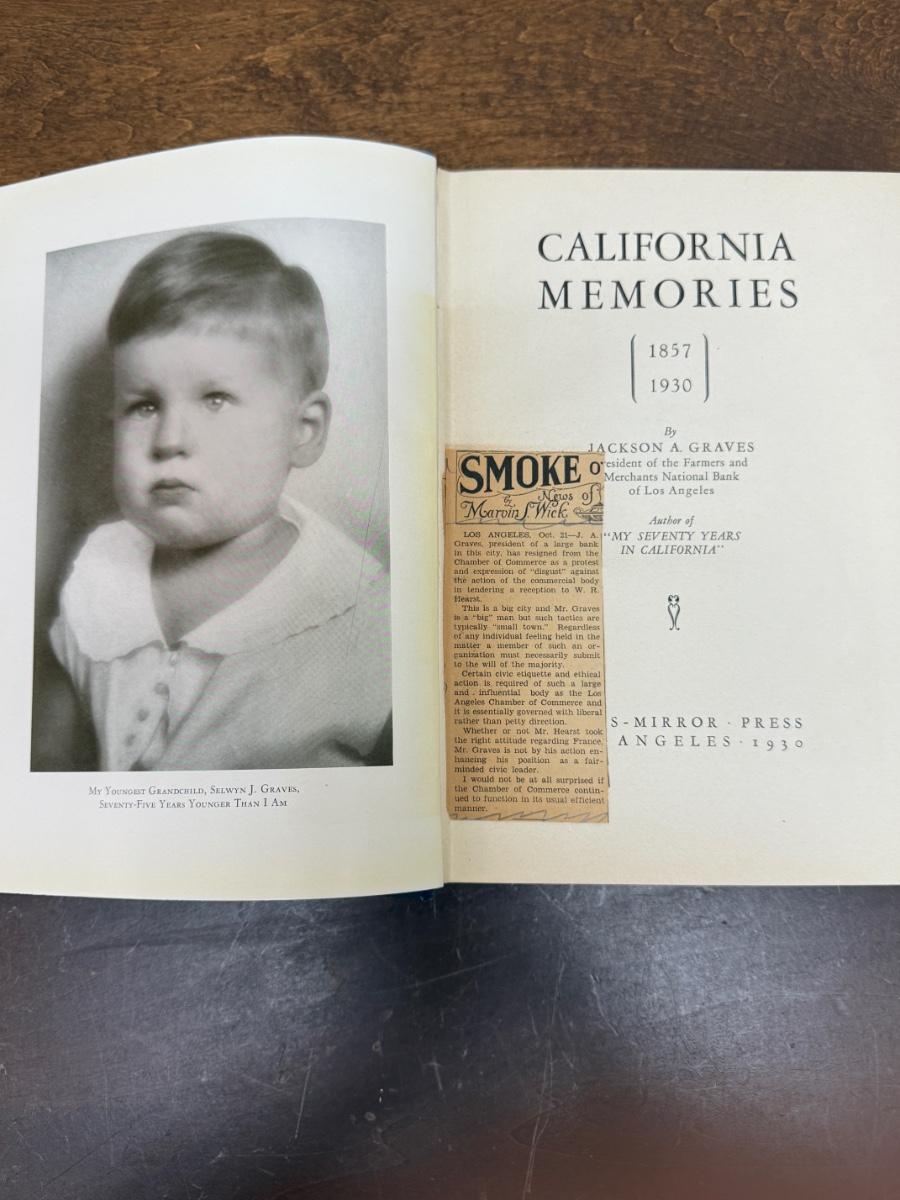 My Youngest Grandchild, Selwyn J. Graves,
Seventy-Five Years Younger Than I Am
CALIFORNIA
MEMORIES
1857
1930
By
JACKSON A. GRAVES
resident of the Farmers and
Merchants National Bank
of Los Angeles
Author of
"MY SEVENTY YEARS
IN CALIFORNIA"
S-MIRROR · PRESS
ANGELES · 1930
SMOKE
News of
by
Marvin J. Wick
LOS ANGELES, Oct. 21—J. A.
Graves, president of a large bank
in this city, has resigned from the
Chamber of Commerce as a protest
and expression of "disgust" against
the action of the commercial body
in tendering a reception to W. R.
Hearst.
This is a big city and Mr. Graves
is a "big" man but such tactics are
typically "small town." Regardless
of any individual feeling held in the
matter a member of such an or-
ganization must necessarily submit
to the will of the majority.
Certain civic etiquette and ethical
action is required of such a large
and influential body as the Los
Angeles Chamber of Commerce and
it is essentially governed with liberal
rather than petty direction.
Whether or not Mr. Hearst took
the right attitude regarding France,
Mr. Graves is not by his action en-
hancing his position as a fair-
minded civic leader.
I would not be at all surprised if
the Chamber of Commerce contin-
ued to function in its usual efficient
manner.